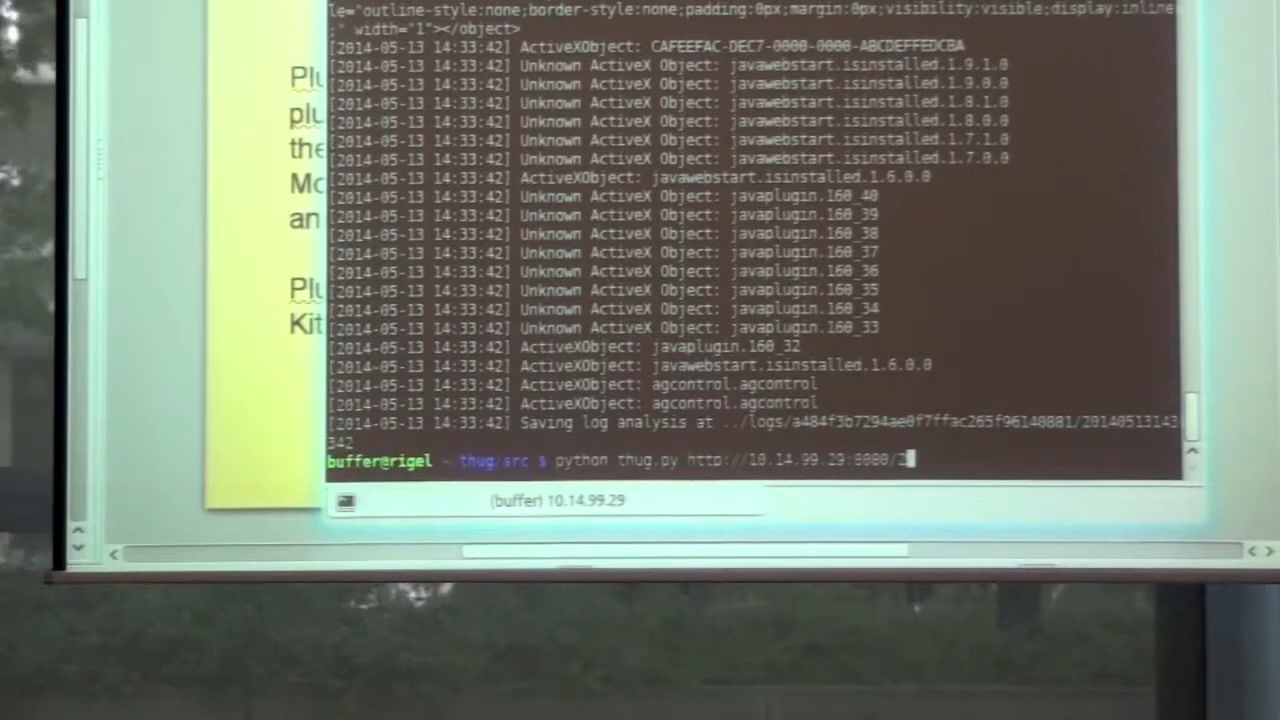 le="outline-style:none;border-style:none;padding:0px;margin:0px;visibility:visible;display:inline
;" width="1"></object>
[2014-05-13 14:33:42] ActiveXObject: CAFEEFAC-DEC7-0000-0000-ABCDEFFEDCBA
[2014-05-13 14:33:42] Unknown ActiveX Object: javawebstart.isinstalled.1.9.1.0
[2014-05-13 14:33:42] Unknown ActiveX Object: javawebstart.isinstalled.1.9.0.0
[2014-05-13 14:33:42] Unknown ActiveX Object: javawebstart.isinstalled.1.8.1.0
[2014-05-13 14:33:42] Unknown ActiveX Object: javawebstart.isinstalled.1.8.0.0
[2014-05-13 14:33:42] Unknown ActiveX Object: javawebstart.isinstalled.1.7.1.0
[2014-05-13 14:33:42] Unknown ActiveX Object: javawebstart.isinstalled.1.7.0.0
[2014-05-13 14:33:42] ActiveXObject: javawebstart.isinstalled.1.6.0.0
[2014-05-13 14:33:42] Unknown ActiveX Object: javaplugin.160_40
[2014-05-13 14:33:42] Unknown ActiveX Object: javaplugin.160_39
[2014-05-13 14:33:42] Unknown ActiveX Object: javaplugin.160_38
[2014-05-13 14:33:42] Unknown ActiveX Object: javaplugin.160_37
[2014-05-13 14:33:42] Unknown ActiveX Object: javaplugin.160_36
[2014-05-13 14:33:42] Unknown ActiveX Object: javaplugin.160_35
[2014-05-13 14:33:42] Unknown ActiveX Object: javaplugin.160_34
[2014-05-13 14:33:42] Unknown ActiveX Object: javaplugin.160_33
[2014-05-13 14:33:42] ActiveXObject: javaplugin.160_32
[2014-05-13 14:33:42] ActiveXObject: javawebstart.isinstalled.1.6.0.0
[2014-05-13 14:33:42] ActiveXObject: agcontrol.agcontrol
[2014-05-13 14:33:42] ActiveXObject: agcontrol.agcontrol
[2014-05-13 14:33:42] Saving log analysis at ../logs/a484f3b7294ae0f7ffac265f96140881/20140513143
342
buffer@rigel ~ thug/src $ python thug.py http://10.14.99.29:8080/2
(buffer) 10.14.99.29
Plu
plu
the
Mo
an
Plu
Kit